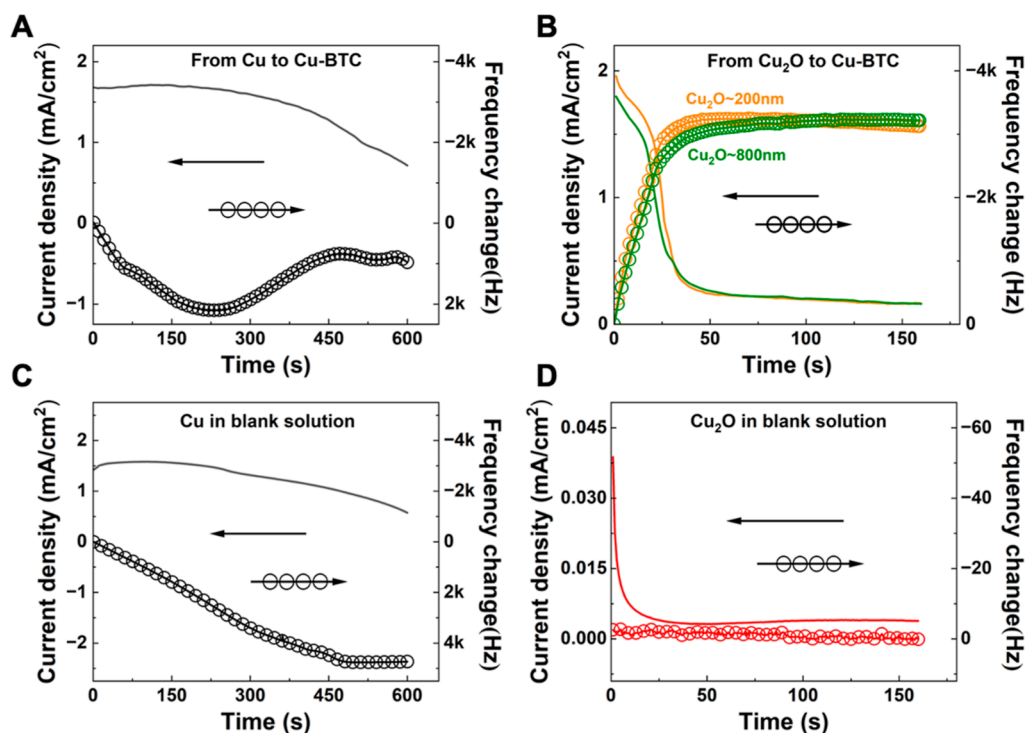 A
From Cu to Cu-BTC
Current density (mA/cm²)
2
1
0
−1
−4k
−2k
0
2k
Frequency change(Hz)
0 150 300 450 600
Time (s)
B
From Cu₂O to Cu-BTC
Cu₂O~200nm
Cu₂O~800nm
Current density (mA/cm²)
2
1
0
−4k
−2k
0
Frequency change (Hz)
0 50 100 150
Time (s)
C
Cu in blank solution
Current density (mA/cm²)
2
1
0
−1
−2
−4k
−2k
0
2k
4k
Frequency change(Hz)
0 150 300 450 600
Time (s)
D
Cu₂O in blank solution
Current density (mA/cm²)
0.045
0.030
0.015
0.000
−60
−40
−20
0
Frequency change(Hz)
0 50 100 150
Time (s)